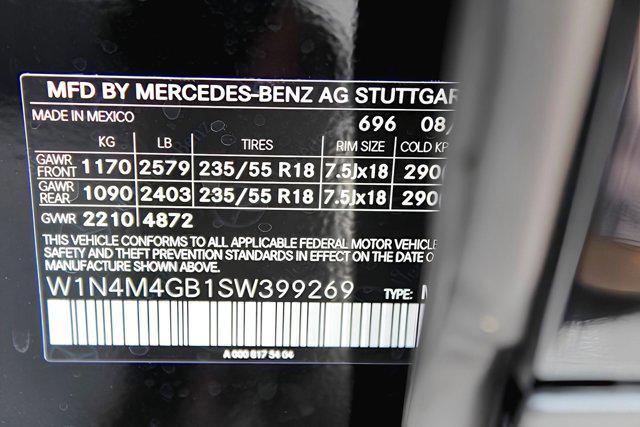 MFD BY MERCEDES-BENZ AG STUTTGAR
MADE IN MEXICO 696 08/
KG LB TIRES RIM SIZE COLD KP
GAWR FRONT 1170 2579 235/55 R18 7.5Jx18 290
GAWR REAR 1090 2403 235/55 R18 7.5Jx18 290
GVWR 2210 4872
THIS VEHICLE CONFORMS TO ALL APPLICABLE FEDERAL MOTOR VEHICLE
SAFETY AND THEFT PREVENTION STANDARDS IN EFFECT ON THE DATE O
MANUFACTURE SHOWN ABOVE.
W1N4M4GB1SW399269 TYPE:
A 000 817 54 04